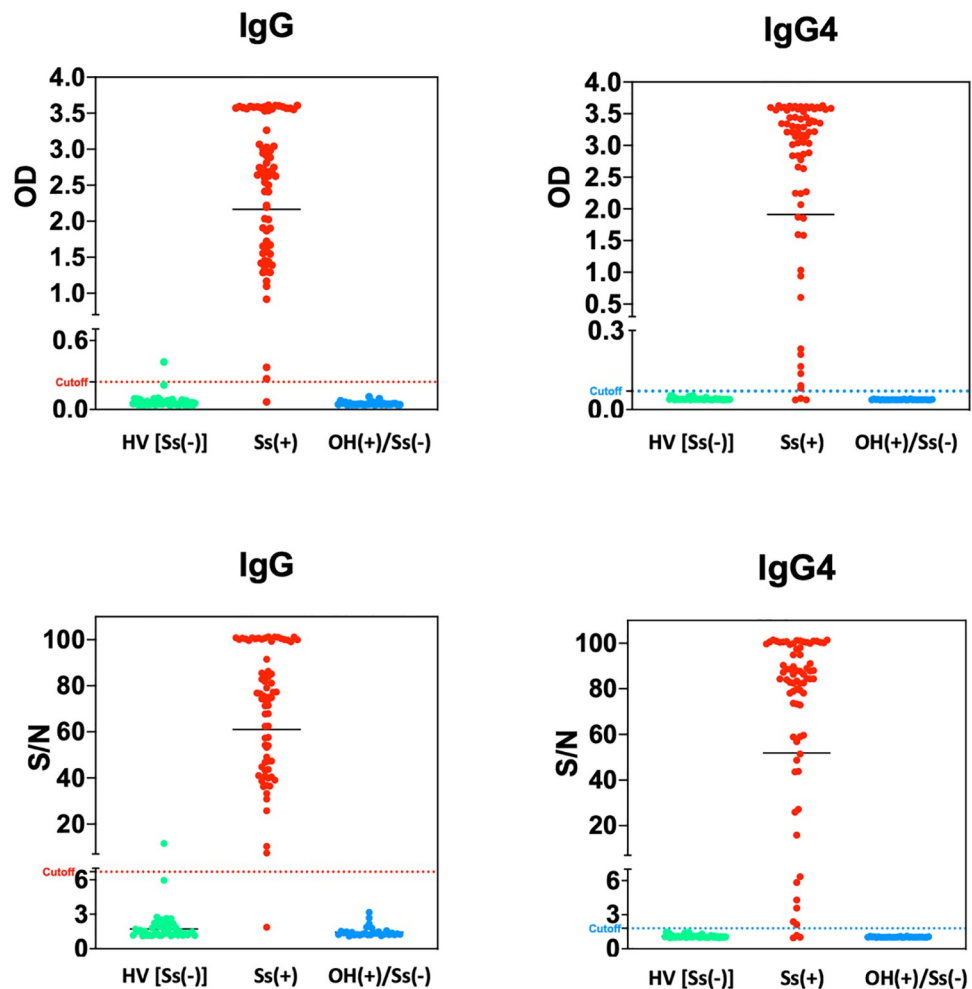 IgG
IgG4
4.0
3.5
3.0
2.5
2.0
1.5
1.0
0.6
0.0
OD
Cutoff
HV [Ss(-)]
Ss(+)
OH(+)/Ss(-)
4.0
3.5
3.0
2.5
2.0
1.5
1.0
0.5
0.3
0.0
OD
Cutoff
HV [Ss(-)]
Ss(+)
OH(+)/Ss(-)
IgG
IgG4
100
80
60
40
20
6
3
0
S/N
Cutoff
HV [Ss(-)]
Ss(+)
OH(+)/Ss(-)
100
80
60
40
20
6
3
0
S/N
Cutoff
HV [Ss(-)]
Ss(+)
OH(+)/Ss(-)